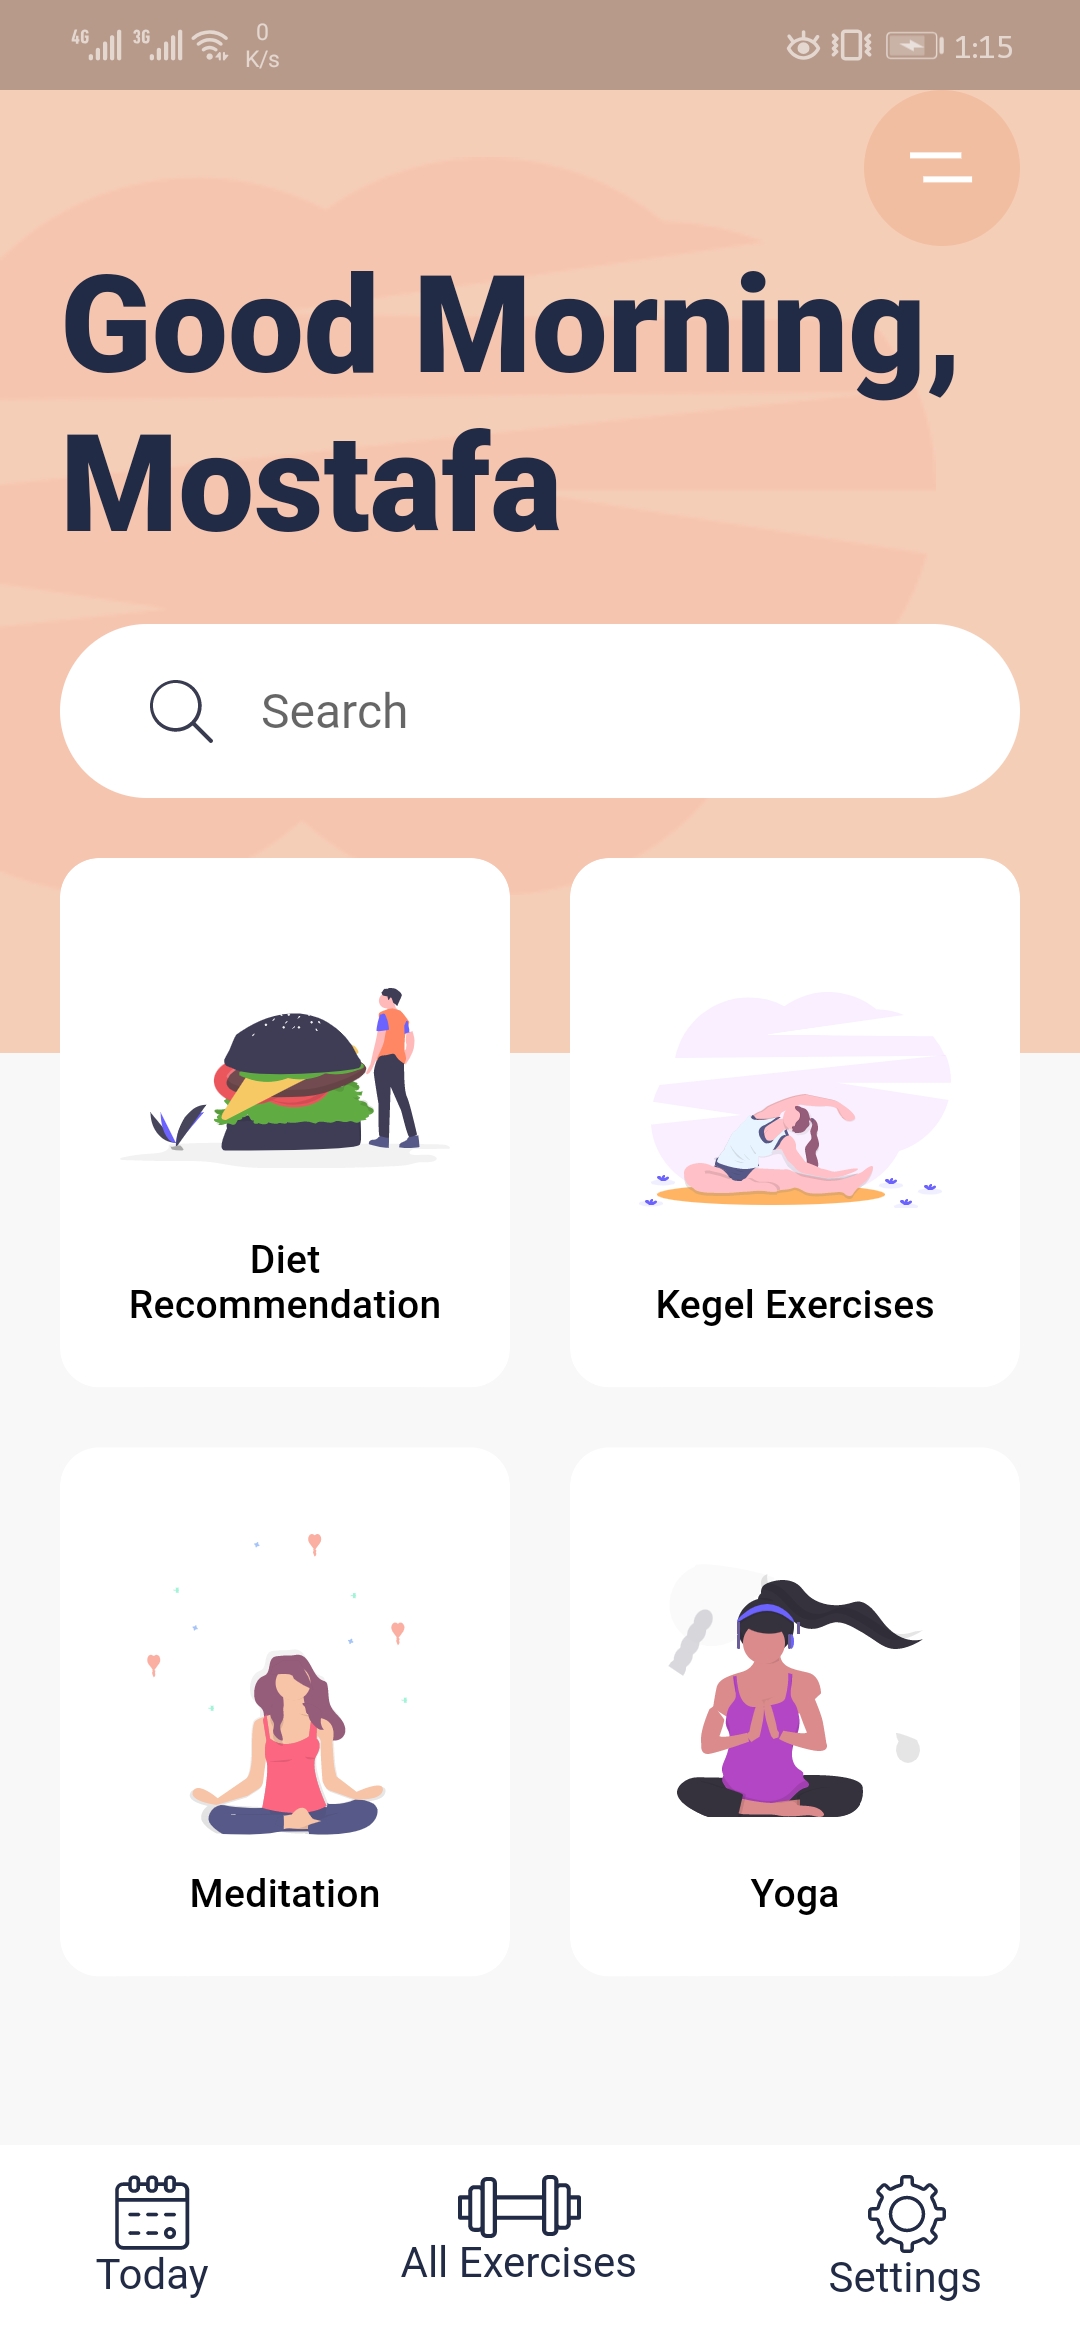 4G 3G 0 K/s 1:15
Good Morning,
Mostafa
Search
Diet
Recommendation
Kegel Exercises
Meditation
Yoga
Today
All Exercises
Settings